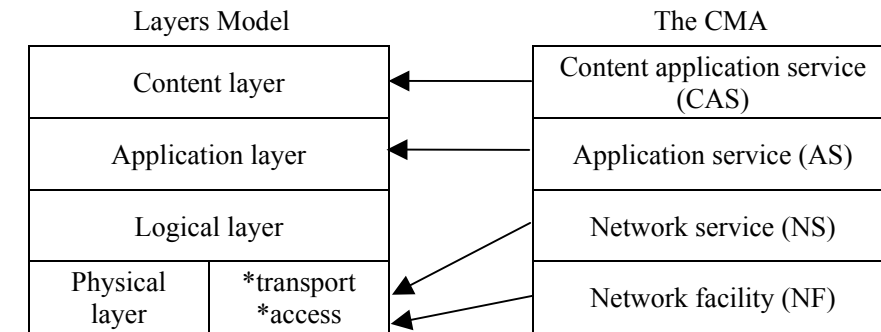 Layers Model
The CMA
Content layer
Content application service
(CAS)
Application layer
Application service (AS)
Logical layer
Network service (NS)
Physical
layer
*transport
*access
Network facility (NF)